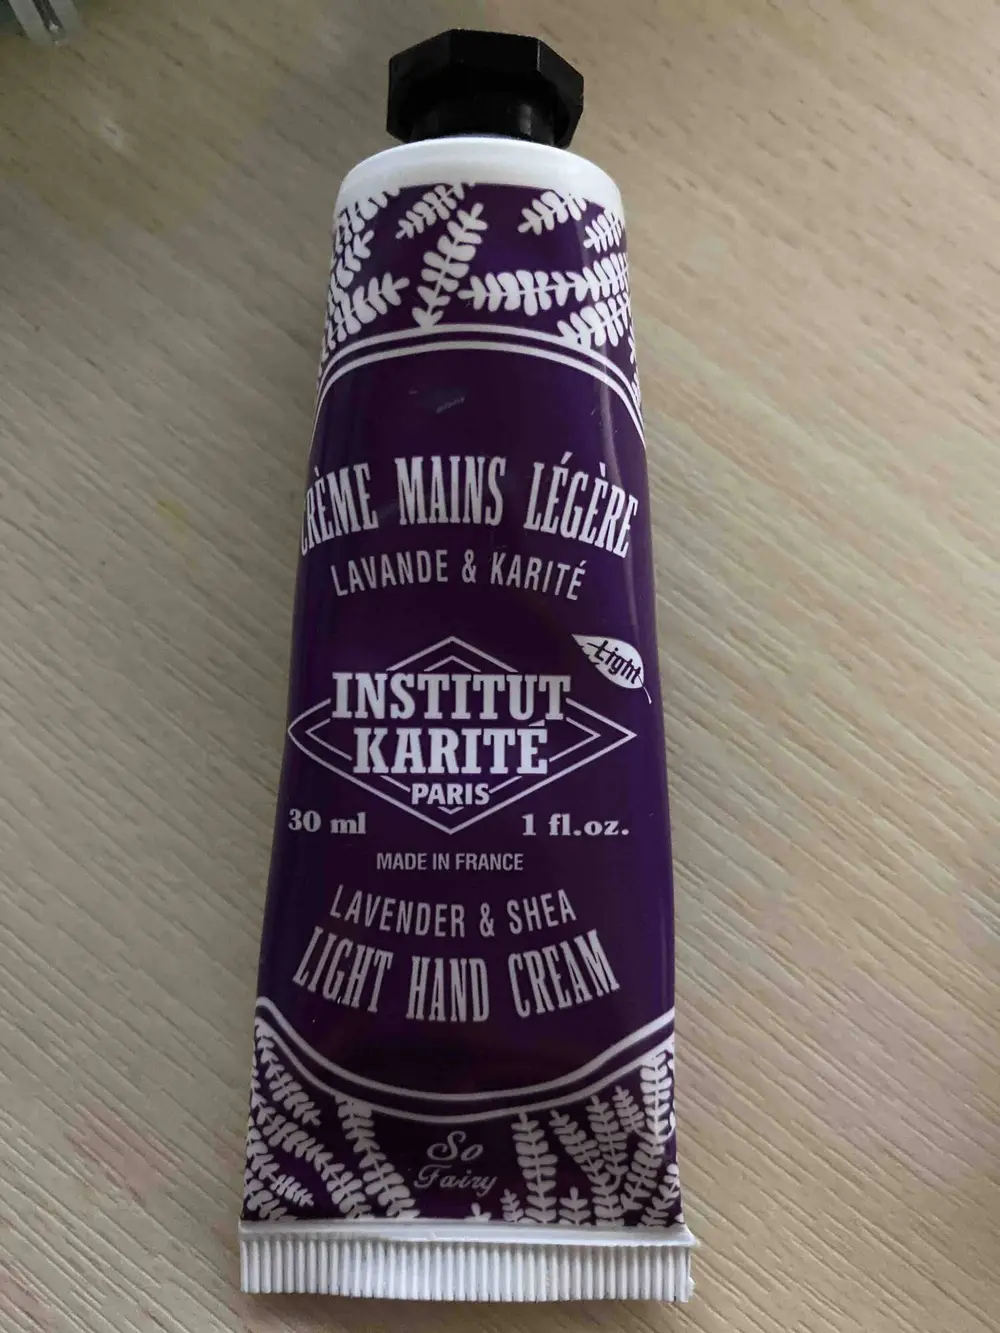 CRÈME MAINS LÉGÈRE
LAVANDE & KARITÉ
Light
INSTITUT
KARITÉ
PARIS
30 ml 1 fl.oz.
MADE IN FRANCE
LAVENDER & SHEA
LIGHT HAND CREAM
So
Fairy